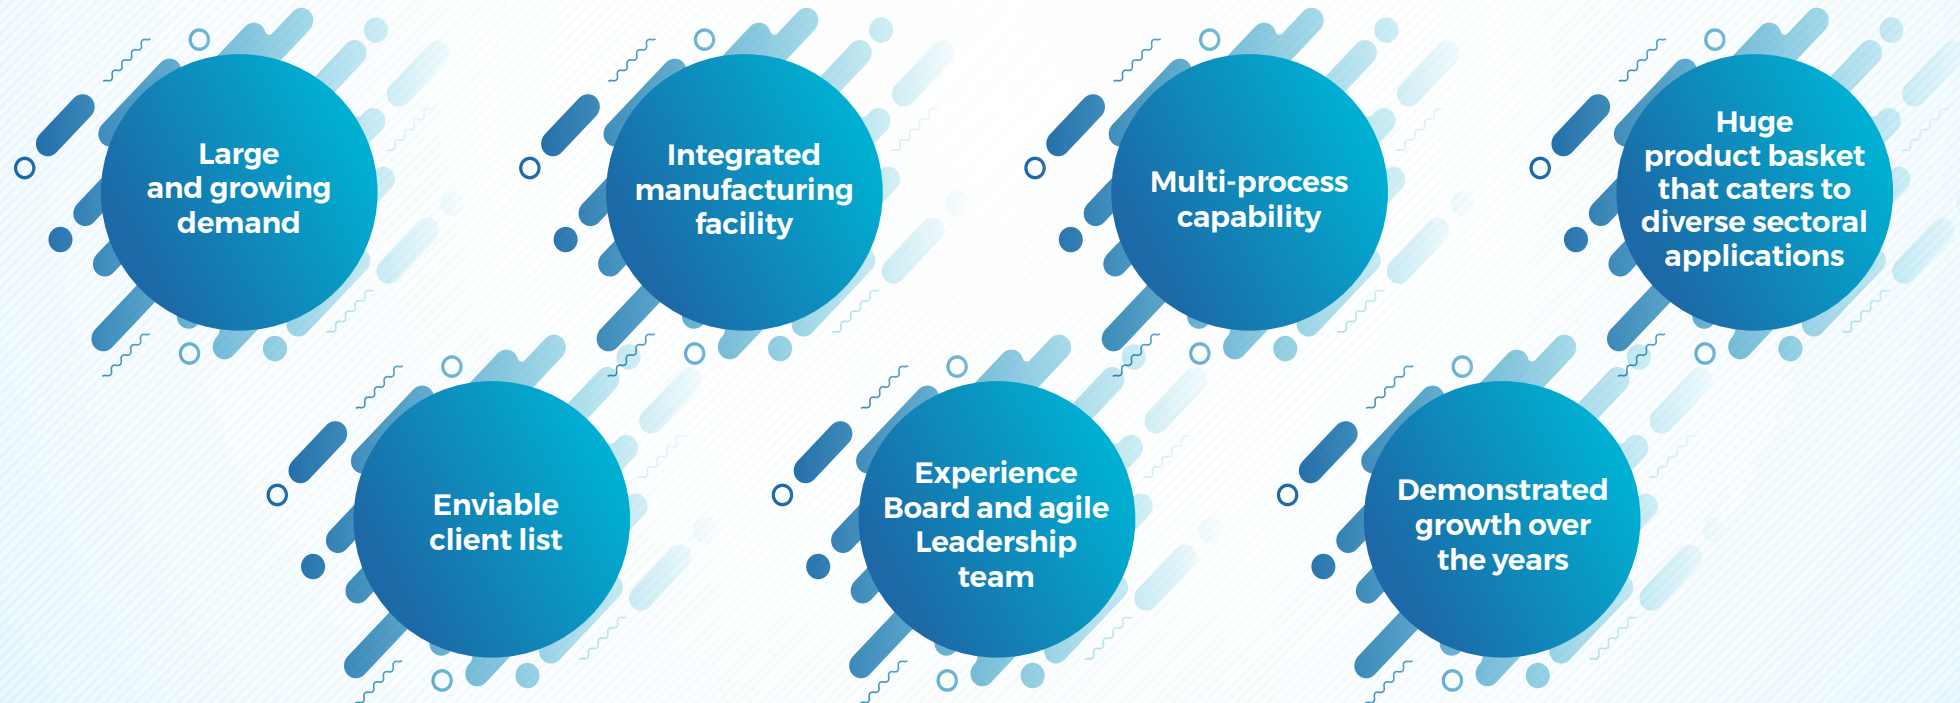 Large
and growing
demand
Integrated
manufacturing
facility
Multi-process
capability
Huge
product basket
that caters to
diverse sectoral
applications
Enviable
client list
Experience
Board and agile
Leadership
team
Demonstrated
growth over
the years